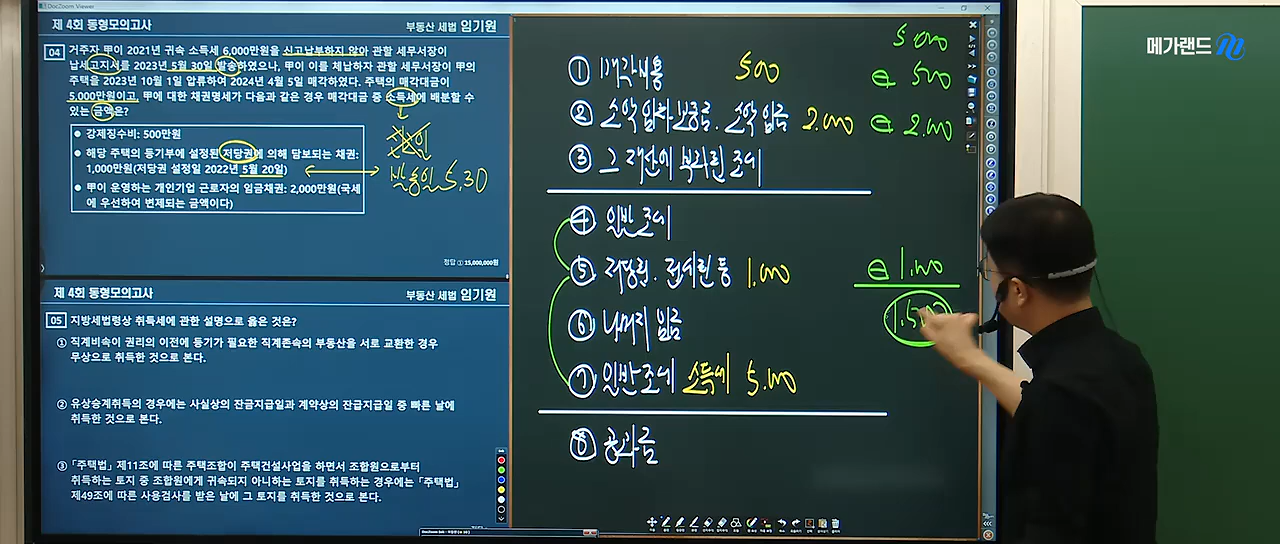 DocZoom Viewer
제 4회 동형모의고사
부동산 세법 임기원
04 거주자 甲이 2021년 귀속 소득세 6,000만원을 신고납부하지 않아 관할 세무서장이
납세고지서를 2023년 5월 30일 발송하였으나, 甲이 이를 체납하자 관할 세무서장이 甲의
주택을 2023년 10월 1일 압류하여 2024년 4월 5일 매각하였다. 주택의 매각대금이
5,000만원이고, 甲에 대한 채권명세가 다음과 같은 경우 매각대금 중 소득세에 배분할 수
있는 금액은?
● 강제징수비: 500만원
● 해당 주택의 등기부에 설정된 저당권에 의해 담보되는 채권:
1,000만원(저당권 설정일 2022년 5월 20일)
● 甲이 운영하는 개인기업 근로자의 임금채권: 2,000만원(국세
에 우선하여 변제되는 금액이다)
발송일 5.30
정답 ① 15,000,000원
제 4회 동형모의고사
부동산 세법 임기원
05 지방세법령상 취득세에 관한 설명으로 옳은 것은?
① 직계비속이 권리의 이전에 등기가 필요한 직계존속의 부동산을 서로 교환한 경우
무상으로 취득한 것으로 본다.
② 유상승계취득의 경우에는 사실상의 잔금지급일과 계약상의 잔급지급일 중 빠른 날에
취득한 것으로 본다.
③ 「주택법」 제11조에 따른 주택조합이 주택건설사업을 하면서 조합원으로부터
취득하는 토지 중 조합원에게 귀속되지 아니하는 토지를 취득하는 경우에는 「주택법」
제49조에 따른 사용검사를 받은 날에 그 토지를 취득한 것으로 본다.
5.000
① 매각비용 500 ⊖ 500
② 소액임차보증금. 소액임금 2.000 ⊖ 2.000
③ 그 재산에 부과된 조세
④ 일반조세
⑤ 저당권. 전세권 등 1.000 ⊖ 1.000
1.500
⑥ 나머지 임금
⑦ 일반조세 소득세 5.000
⑧ 공과금
메가랜드